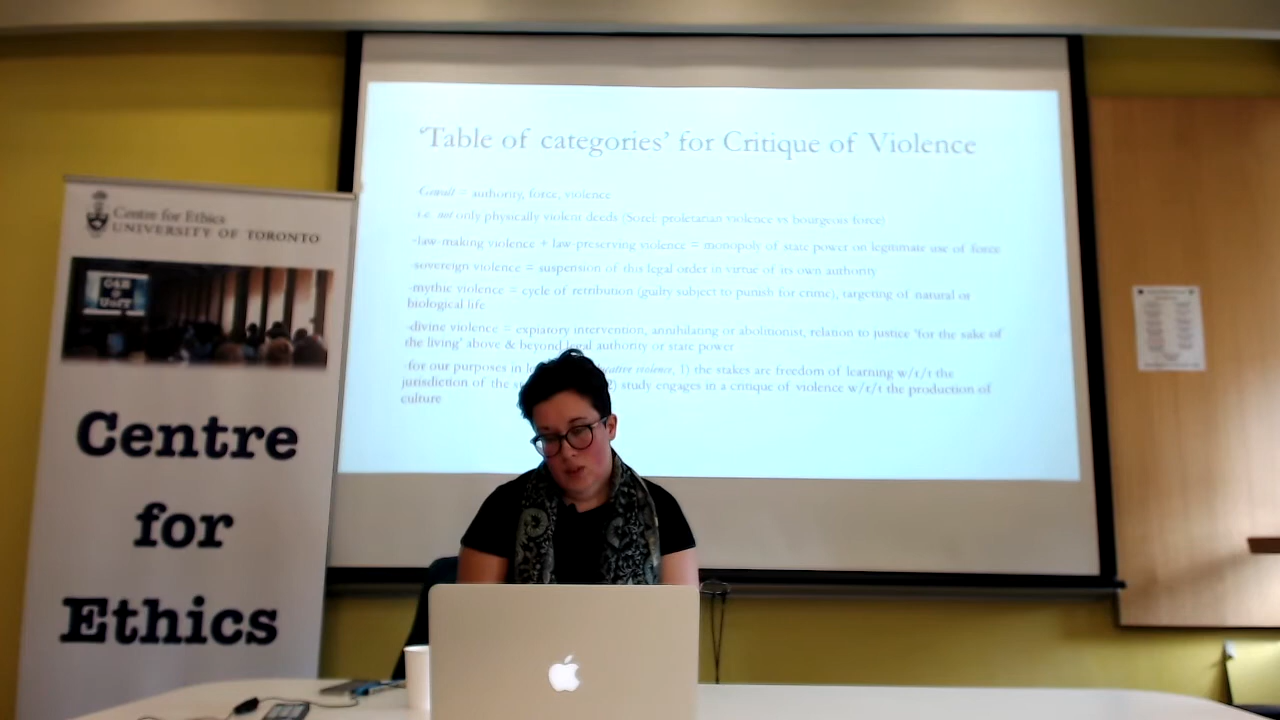 Centre for Ethics
UNIVERSITY OF TORONTO
C4E
@
UofT
Centre
for
Ethics
‘Table of categories’ for Critique of Violence
Gewalt = authority, force, violence
i.e. not only physically violent deeds (Sorel: proletarian violence vs bourgeois force)
-law-making violence + law-preserving violence = monopoly of state power on legitimate use of force
-sovereign violence = suspension of this legal order in virtue of its own authority
-mythic violence = cycle of retribution (guilty subject to punish for crime), targeting of natural or
biological life
-divine violence = expiatory intervention, annihilating or abolitionist, relation to justice ‘for the sake of
the living’ above & beyond legal authority or state power
-for our purposes in violence, 1) the stakes are freedom of learning w/r/t the
jurisdiction of the 2) study engages in a critique of violence w/r/t the production of
culture